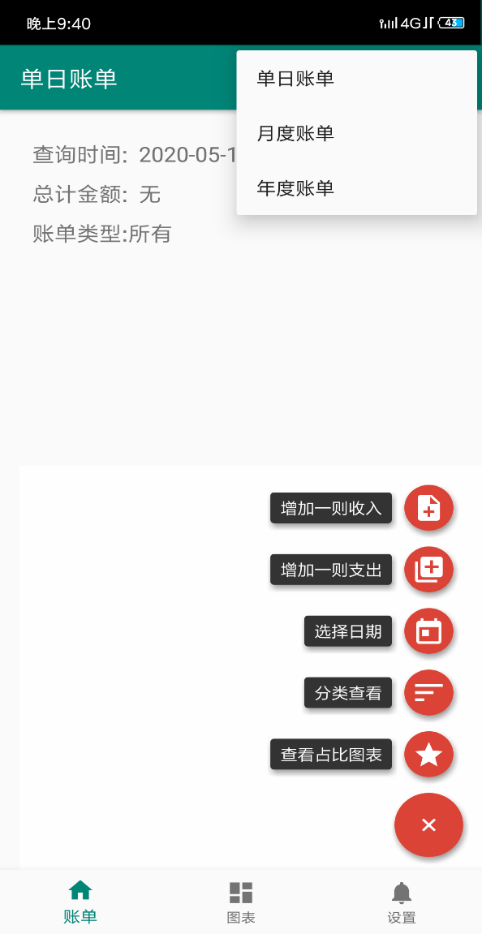 晚上9:40
4G
43
单日账单
单日账单
月度账单
年度账单
查询时间: 2020-05-1
总计金额: 无
账单类型:所有
增加一则收入
增加一则支出
选择日期
分类查看
查看占比图表
账单
图表
设置